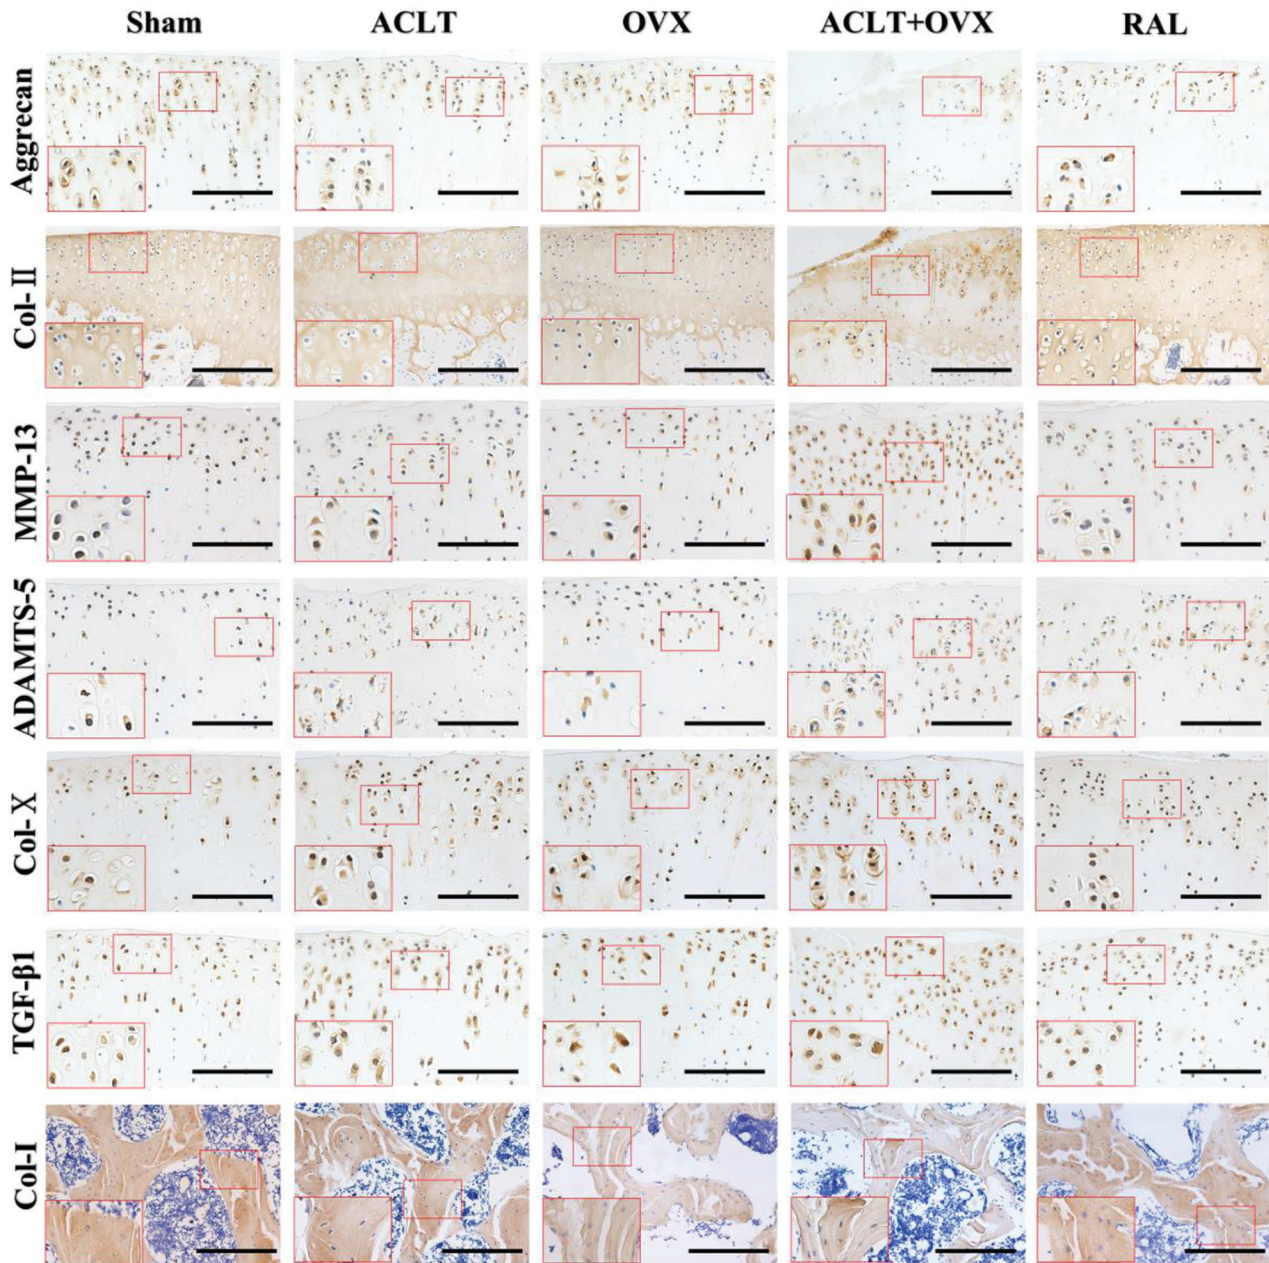 Sham ACLT OVX ACLT+OVX RAL
Aggrecan
Col-Ⅱ
MMP-13
ADAMTS-5
Col-X
TGF-β1
Col-I